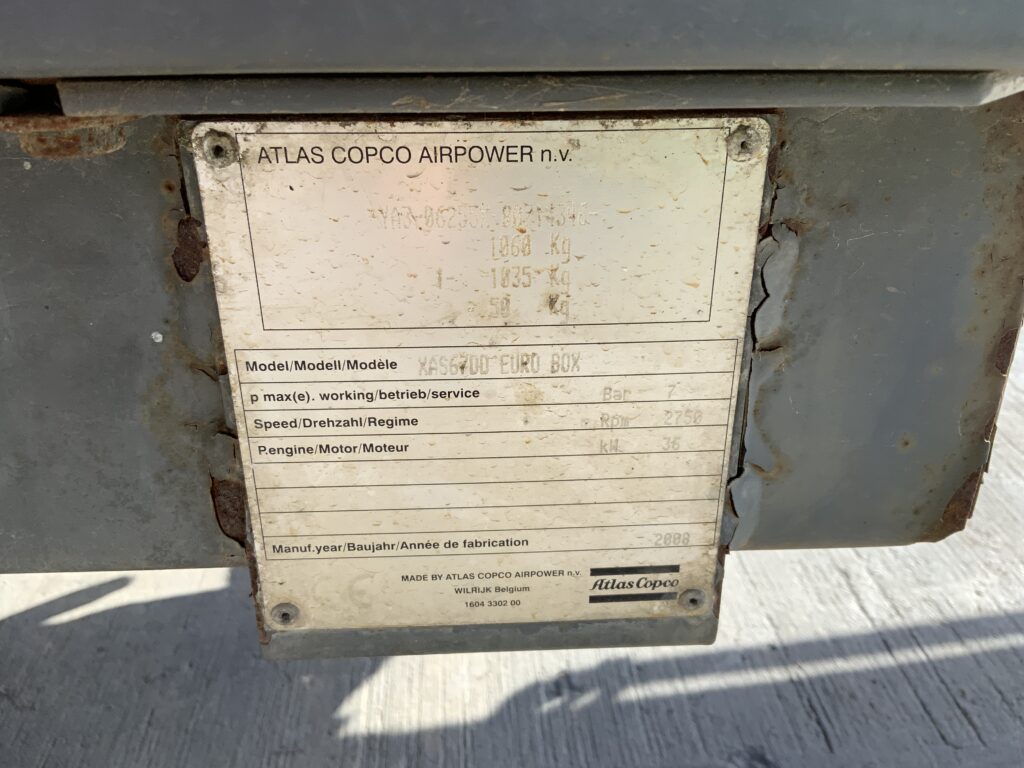 ATLAS COPCO AIRPOWER n.v.
1060 Kg
1- 1035 Kg
50 Kg
Model/Modell/Modèle XAS67DD EURO BOX
p max(e). working/betrieb/service Bar 7
Speed/Drehzahl/Regime Rpm 2750
P.engine/Motor/Moteur kW 36
Manuf.year/Baujahr/Année de fabrication 2008
MADE BY ATLAS COPCO AIRPOWER n.v.
WILRIJK Belgium
1604 3302 00
Atlas Copco